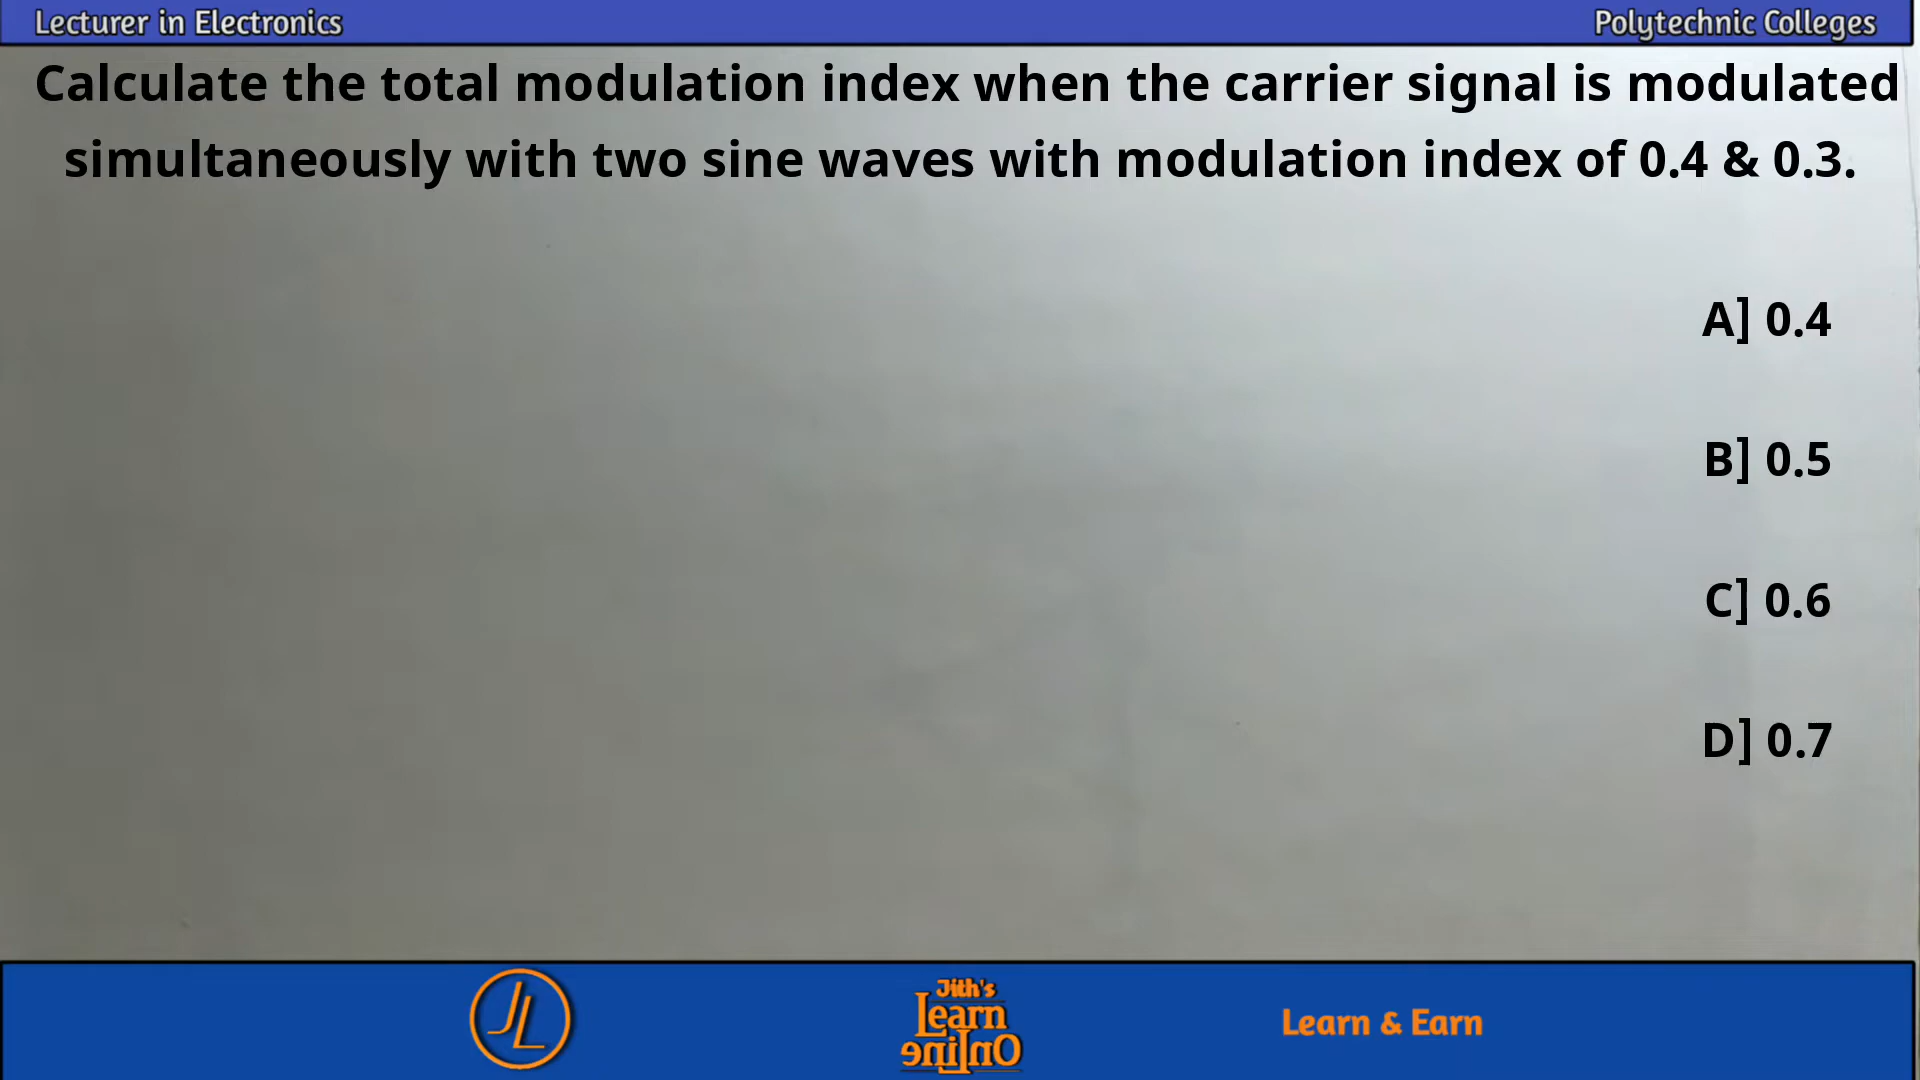 Lecturer in Electronics
Polytechnic Colleges
Calculate the total modulation index when the carrier signal is modulated
simultaneously with two sine waves with modulation index of 0.4 & 0.3.
A] 0.4
B] 0.5
C] 0.6
D] 0.7
JL
Jith's
Learn
OnLine
Learn & Earn